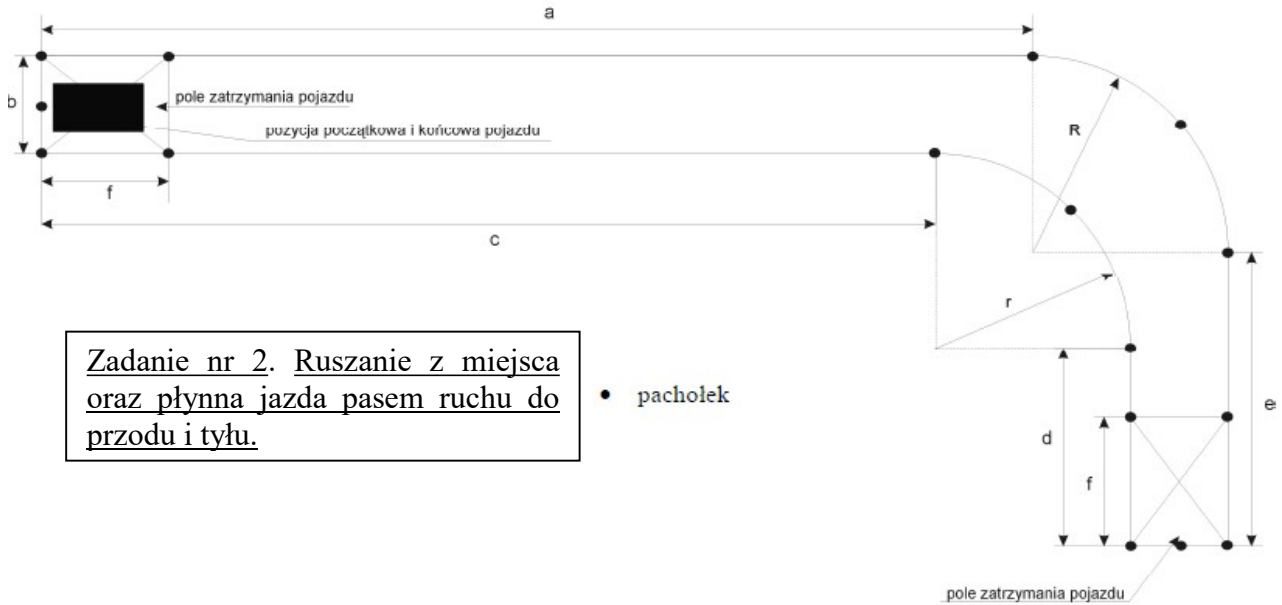 a
b
pole zatrzymania pojazdu
pozycja początkowa i końcowa pojazdu
R
f
c
r
Zadanie nr 2. Ruszanie z miejsca
oraz płynna jazda pasem ruchu do
przodu i tyłu.
pachołek
e
d
f
pole zatrzymania pojazdu